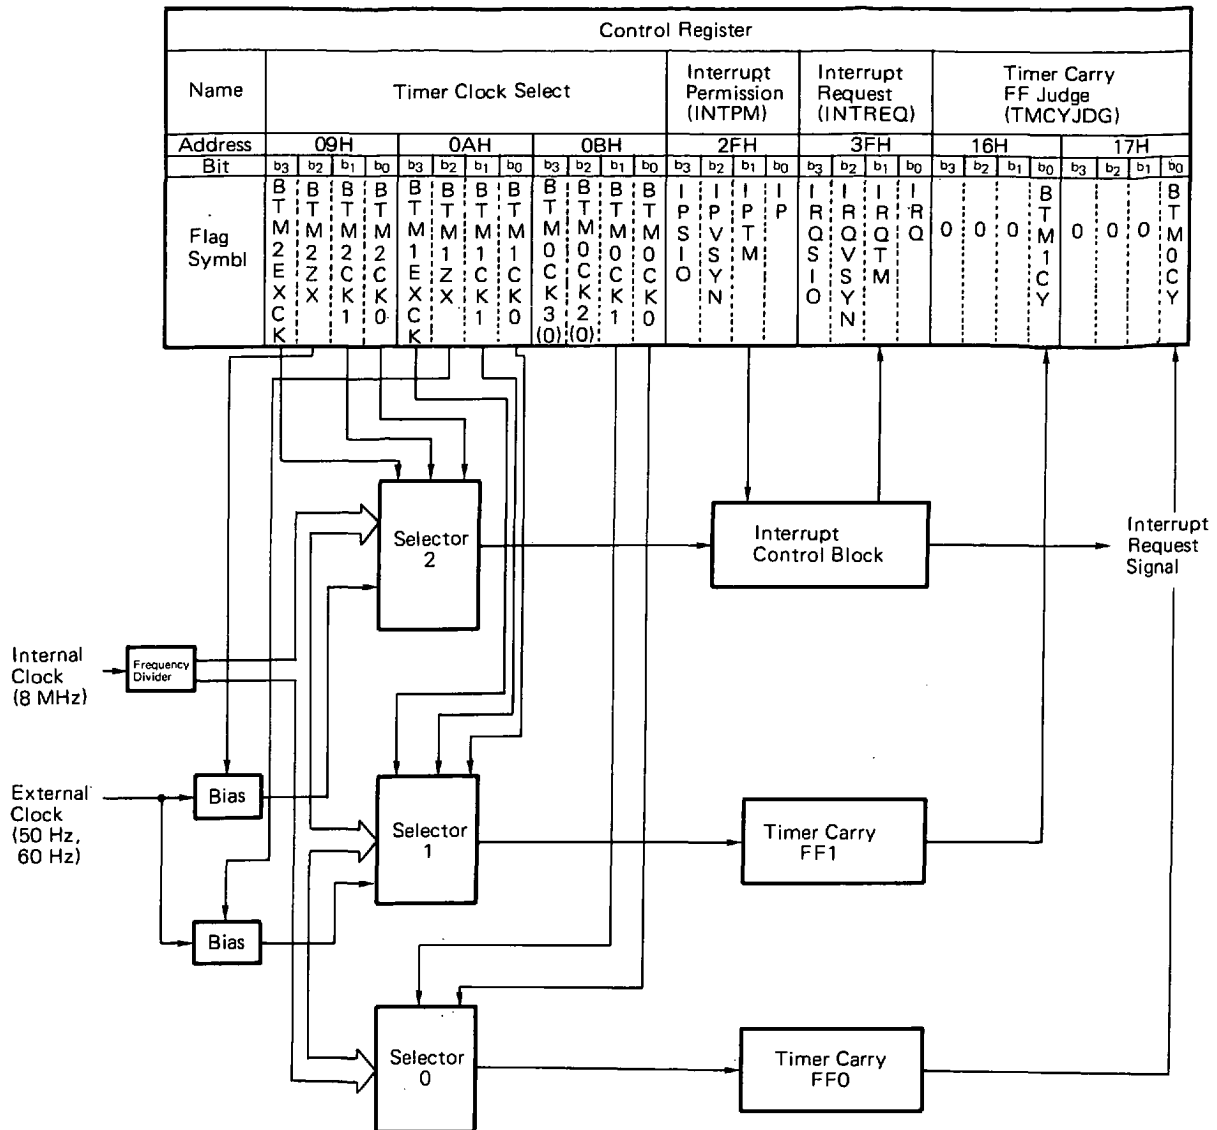 Control Register
Name
Timer Clock Select
Interrupt
Permission
(INTPM)
Interrupt
Request
(INTREQ)
Timer Carry
FF Judge
(TMCYJDG)
Address
09H
0AH
0BH
2FH
3FH
16H
17H
Bit
b3 b2 b1 b0 b3 b2 b1 b0 b3 b2 b1 b0 b3 b2 b1 b0 b3 b2 b1 b0 b3 b2 b1 b0 b3 b2 b1 b0
Flag
Symbl
BTM2EXCK
BTM2ZX
BTM2CK1
BTM2CK0
BTM1EXCK
BTM1ZX
BTM1CK1
BTM1CK0
BTM0CK3(0)
BTM0CK2(0)
BTM0CK1
BTM0CK0
IPSIO
IPVSYN
IPTM
IP
IRQSIO
IRQVSYN
IRQTM
IRQ
0
0
0
BTM1CY
0
0
0
BTM0CY
Selector
2
Interrupt
Control Block
Interrupt
Request
Signal
Internal
Clock
(8 MHz)
Frequency
Divider
External
Clock
(50 Hz,
60 Hz)
Bias
Selector
1
Timer Carry
FF1
Bias
Selector
0
Timer Carry
FF0